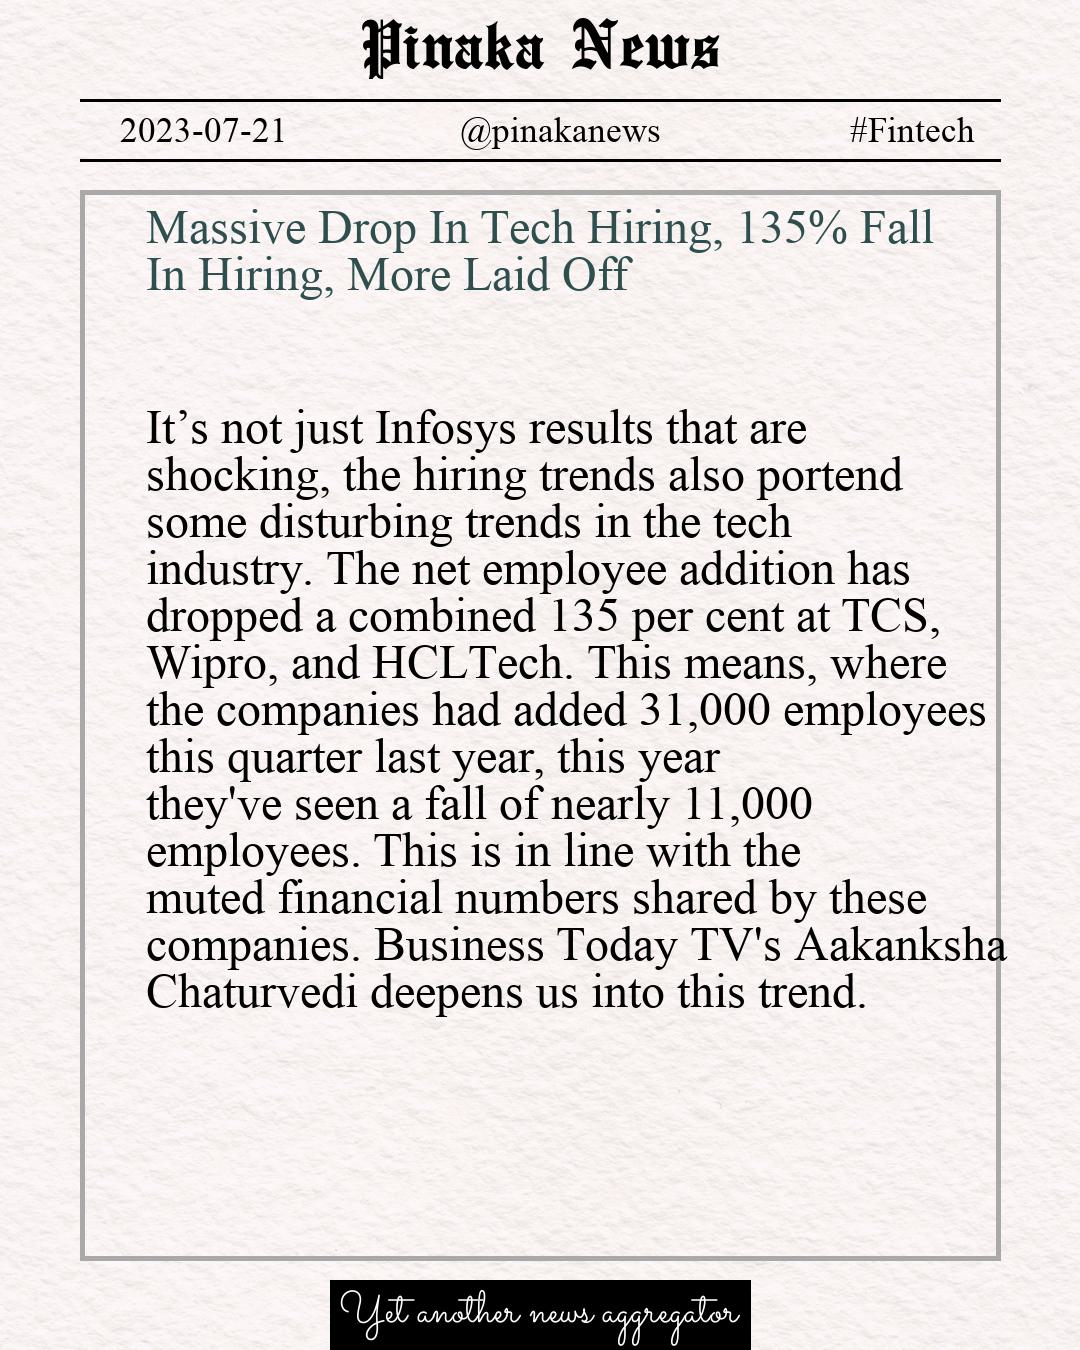 Pinaka News
2023-07-21 @pinakanews #Fintech
Massive Drop In Tech Hiring, 135% Fall
In Hiring, More Laid Off
It’s not just Infosys results that are
shocking, the hiring trends also portend
some disturbing trends in the tech
industry. The net employee addition has
dropped a combined 135 per cent at TCS,
Wipro, and HCLTech. This means, where
the companies had added 31,000 employees
this quarter last year, this year
they've seen a fall of nearly 11,000
employees. This is in line with the
muted financial numbers shared by these
companies. Business Today TV's Aakanksha
Chaturvedi deepens us into this trend.
Yet another news aggregator